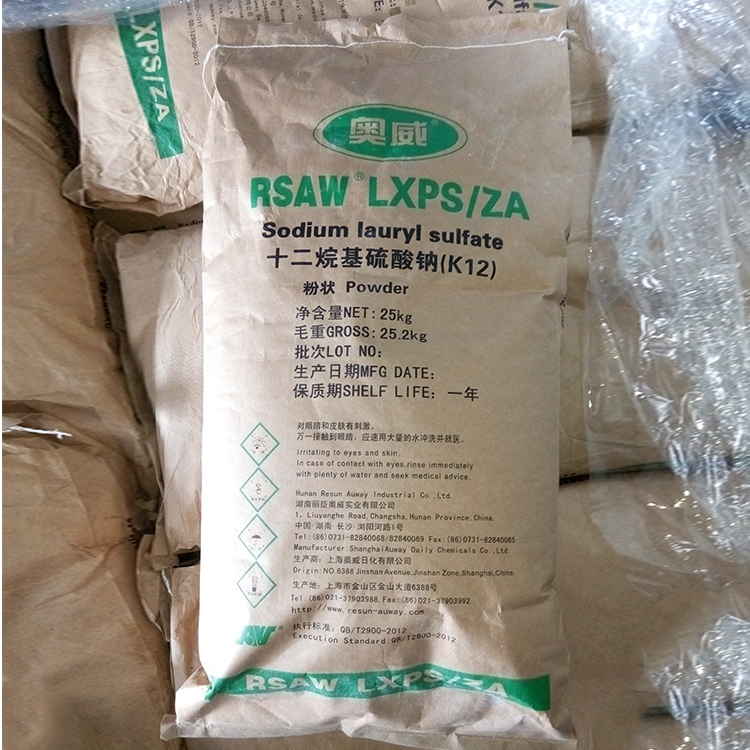 LXPS/ZA
QB/T2900-2012
奥威®
RSAW® LXPS/ZA
Sodium lauryl sulfate
十二烷基硫酸钠(K12)
粉状 Powder
净含量NET: 25kg
毛重GROSS: 25.2kg
批次LOT NO:
生产日期MFG DATE:
保质期SHELF LIFE: 一年
对眼睛和皮肤有刺激。
万一接触到眼睛，应速用大量的水冲洗并就医。
Irritating to eyes and skin.
In case of contact with eyes,rinse immediately
with plenty of water and seek medical advice.
Hunan Resun Auway Industrial Co.,Ltd.
湖南丽臣奥威实业有限公司
1, Liuyanghe Road, Changsha, Hunan Province, China.
中国·湖南·长沙·浏阳河路1号
Tel:(86)0731-82840068/82840069 Fax:(86)0731-82840065
Manufacturer:ShanghaiAuway Daily Chemicals Co.,Ltd.
生产商：上海奥威日化有限公司
Origin:NO.6388 Jinshan Avenue,Jinshan Zone,Shanghai,China.
生产地：上海市金山区金山大道6388号
Tel:(86)021-37903988,Fax:(86)021-37903992
http://www.resun-auway.com
执行标准：QB/T2900-2012
Execution Standard:QB/T2900-2012
RSAW LXPS/ZA